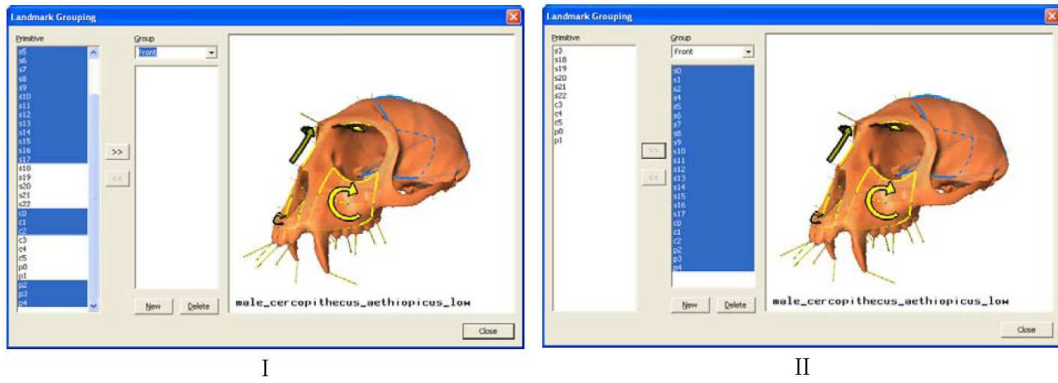 Landmark Grouping
Primitive
s5
s6
s7
s8
s9
s10
s11
s12
s13
s14
s15
s16
s17
s18
s19
s20
s21
s22
c0
c1
c2
c3
c4
c5
p0
p1
p2
p3
p4
>>
<<
Group
Front
New
Delete
male_cercopithecus_aethiopicus_low
Close
I
Landmark Grouping
Primitive
s3
s18
s19
s20
s21
s22
c3
c4
c5
p0
p1
>>
<<
Group
Front
s0
s1
s2
s4
s5
s6
s7
s8
s9
s10
s11
s12
s13
s14
s15
s16
s17
c0
c1
c2
p2
p3
p4
New
Delete
male_cercopithecus_aethiopicus_low
Close
II